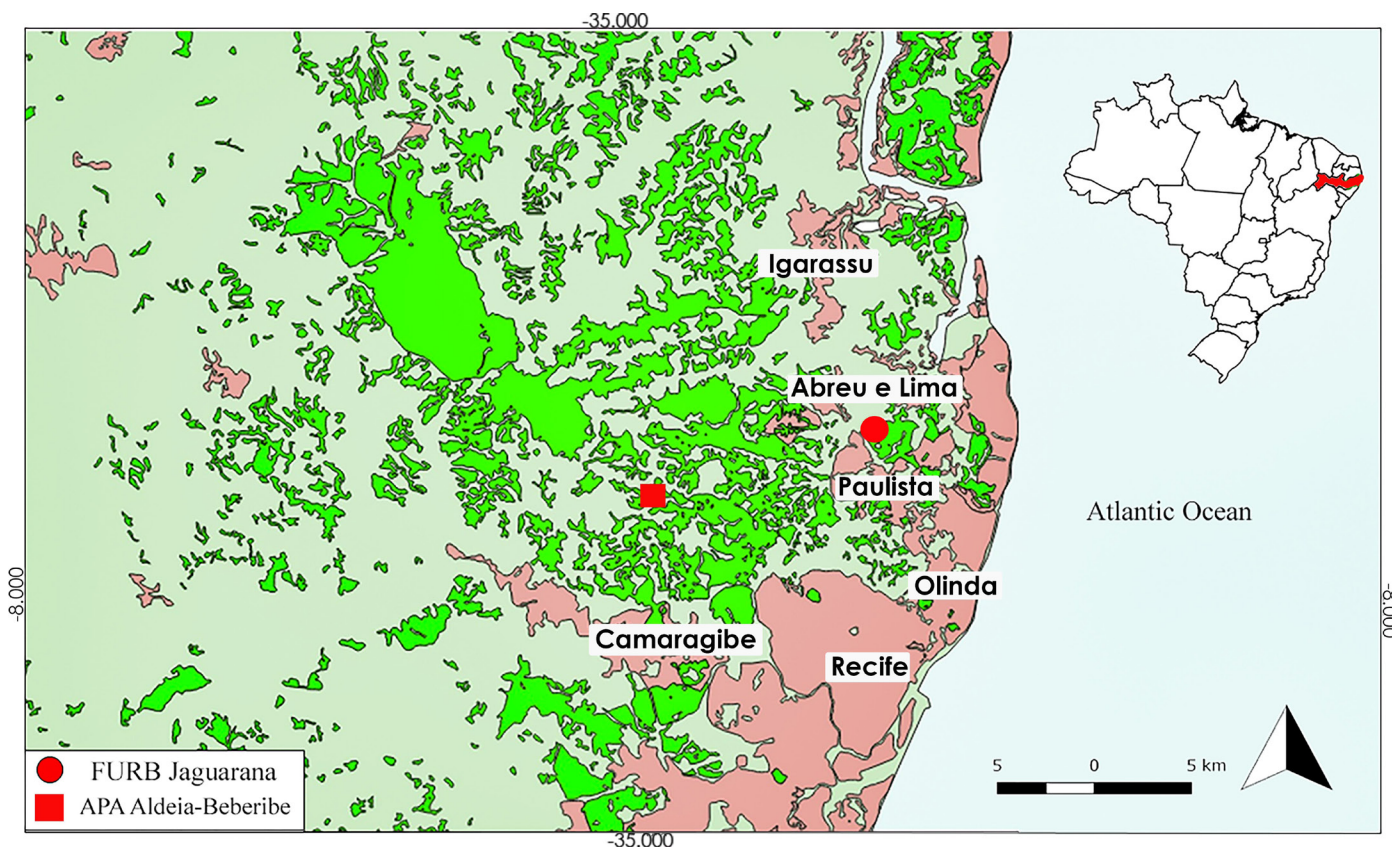 -35.000
Igarassu
Abreu e Lima
Paulista
Atlantic Ocean
-8.000
-8.000
Olinda
Camaragibe
Recife
5 0 5 km
FURB Jaguarana
APA Aldeia-Beberibe
-35.000